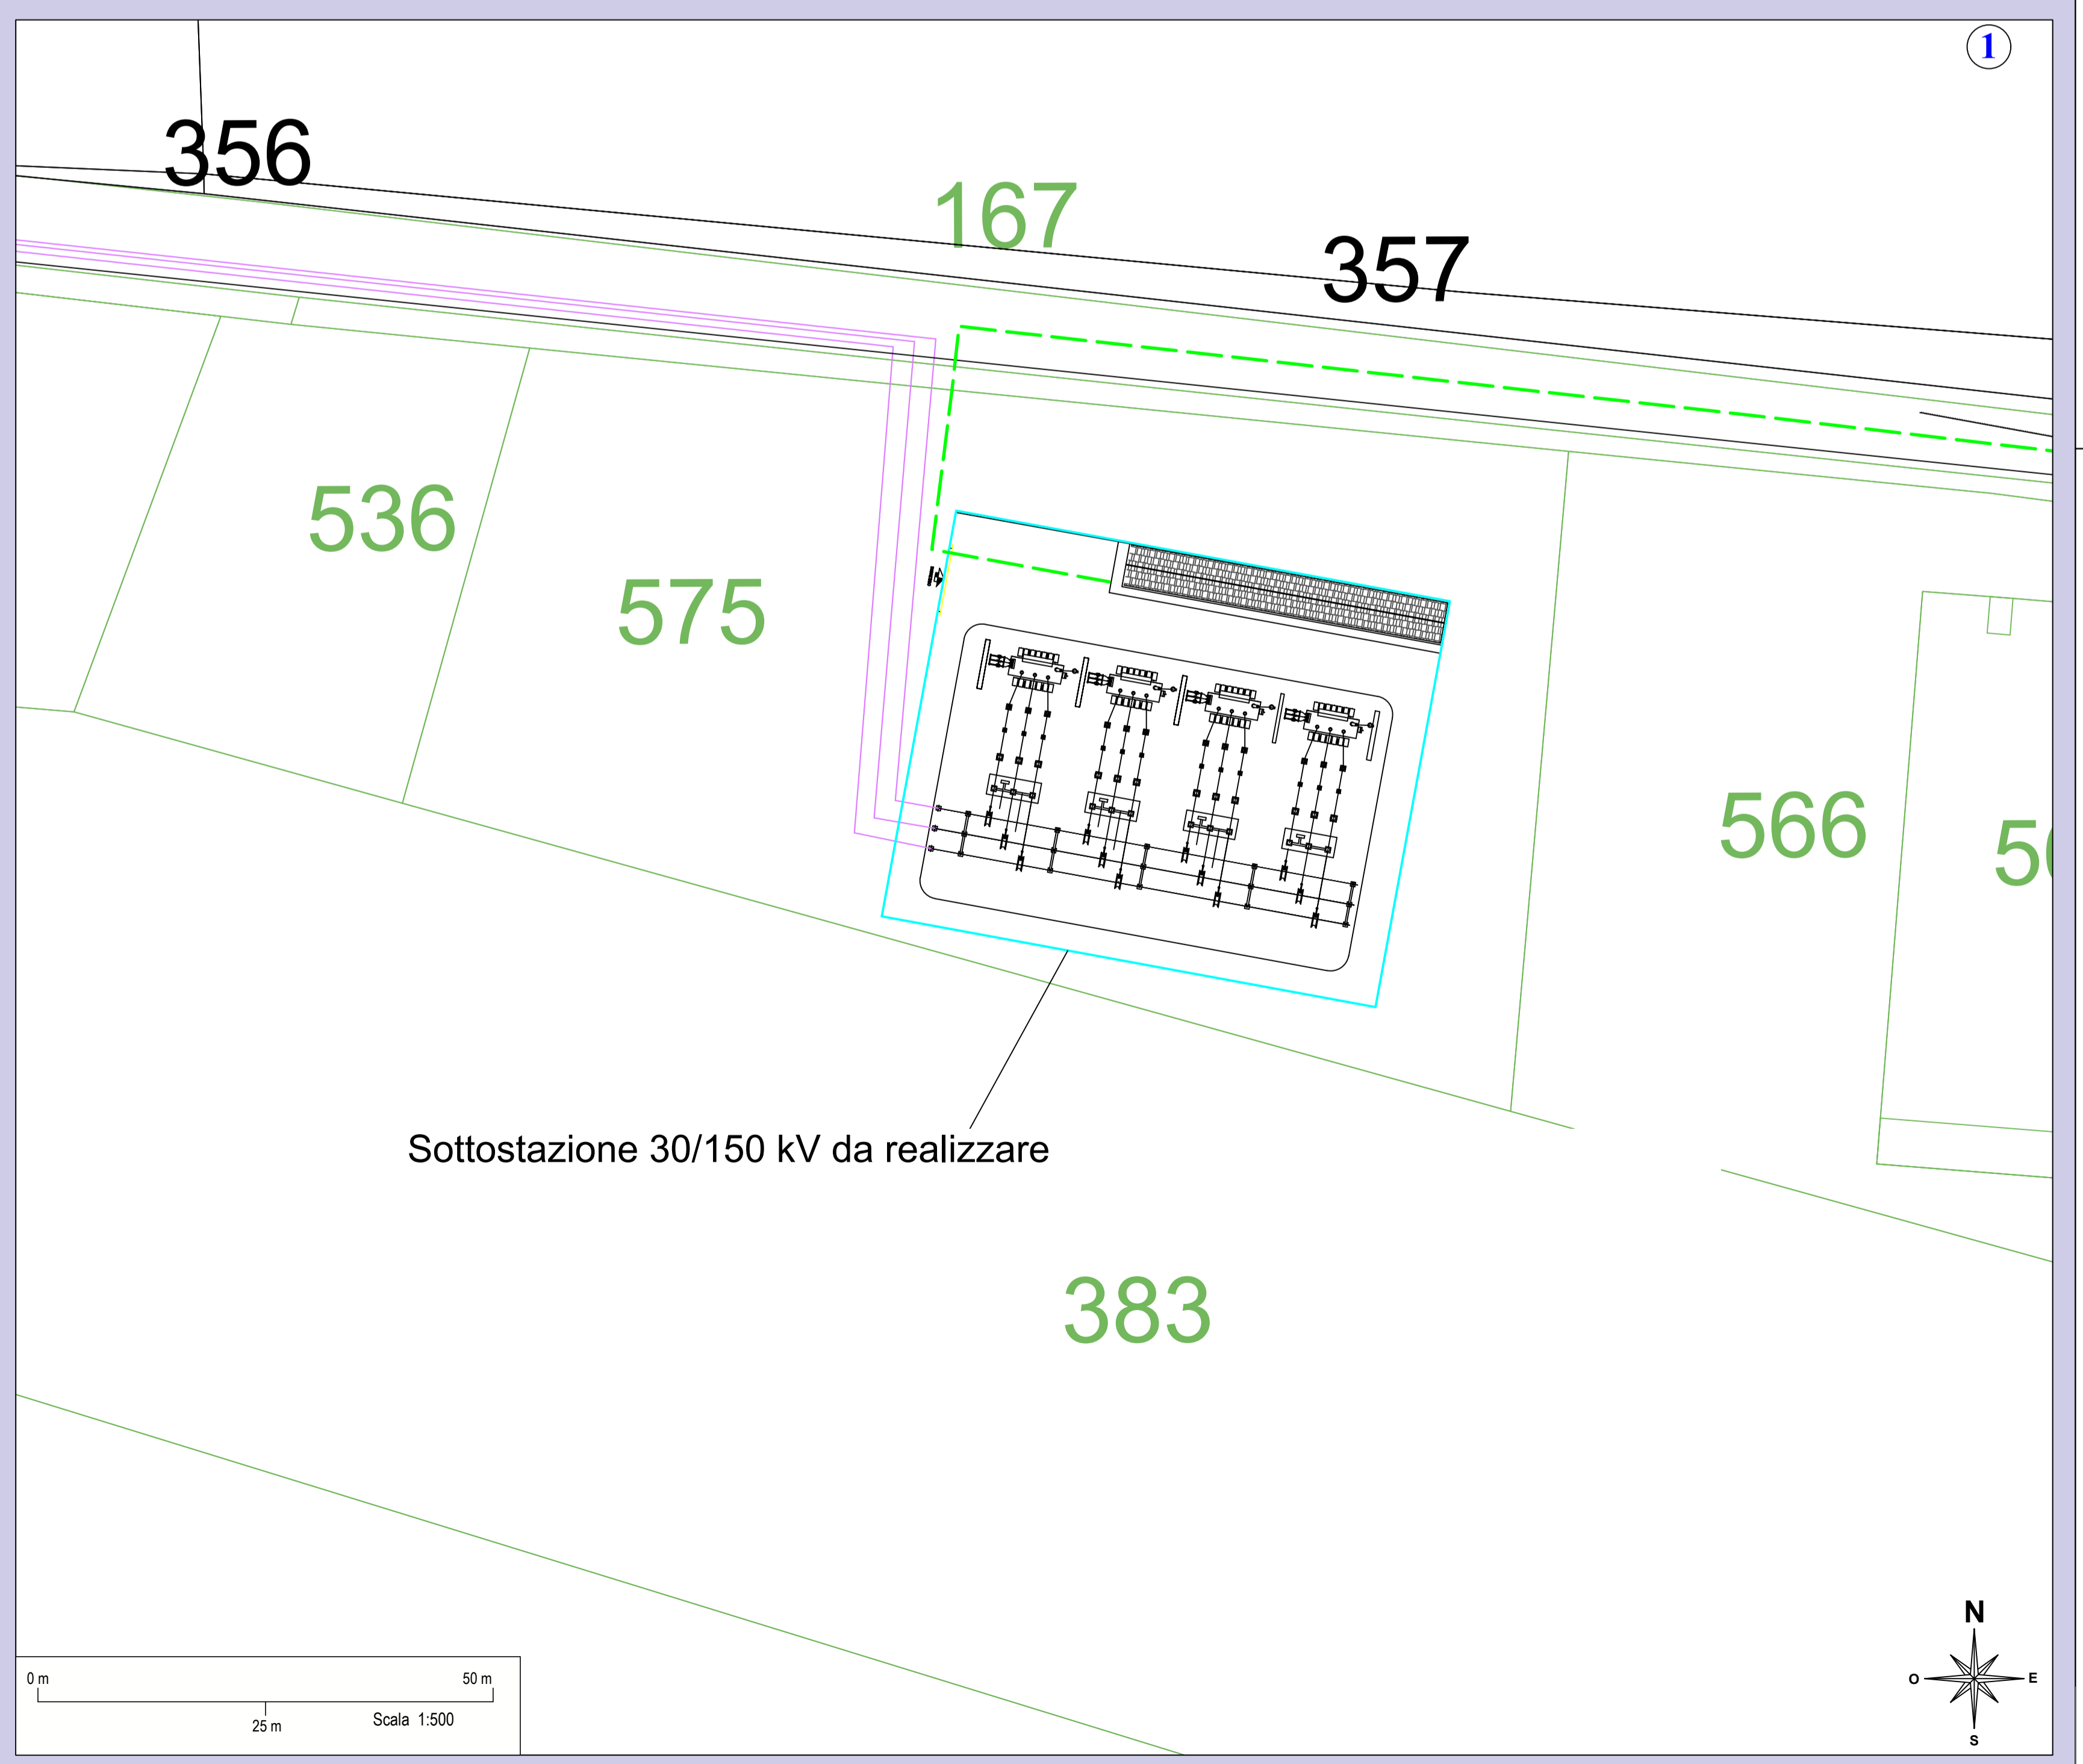 1
356
167
357
536
575
566
Sottostazione 30/150 kV da realizzare
383
N
O
E
S
0 m
50 m
25 m
Scala 1:500